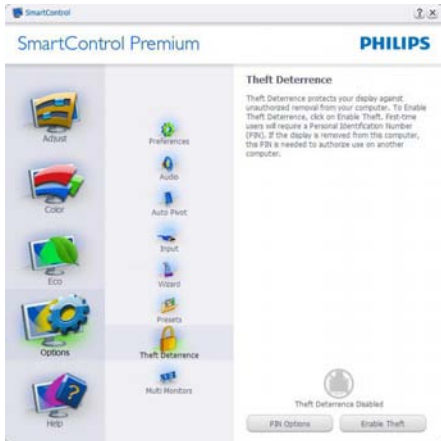 SmartControl
SmartControl Premium
PHILIPS
Adjust
Color
Eco
Options
Help
Preferences
Audio
Auto Pivot
Input
Wizard
Presets
Theft Deterrence
Multi Monitors
Theft Deterrence
Theft Deterrence protects your display against
unauthorized removal from your computer. To Enable
Theft Deterrence, click on Enable Theft. First-time
users will require a Personal Identification Number
(PIN). If the display is removed from this computer,
this PIN is needed to authorize use on another
computer.
Theft Deterrence Disabled
PIN Options
Enable Theft